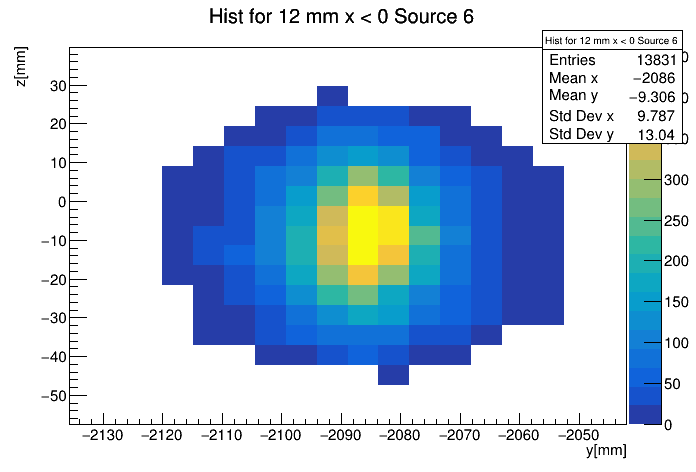 Hist for 12 mm x < 0 Source 6
z[mm]
Hist for 12 mm x < 0 Source 6
Entries 13831
Mean x −2086
Mean y −9.306
Std Dev x 9.787
Std Dev y 13.04
30
20
10
0
−10
−20
−30
−40
−50
300
250
200
150
100
50
0
−2130 −2120 −2110 −2100 −2090 −2080 −2070 −2060 −2050
y[mm]